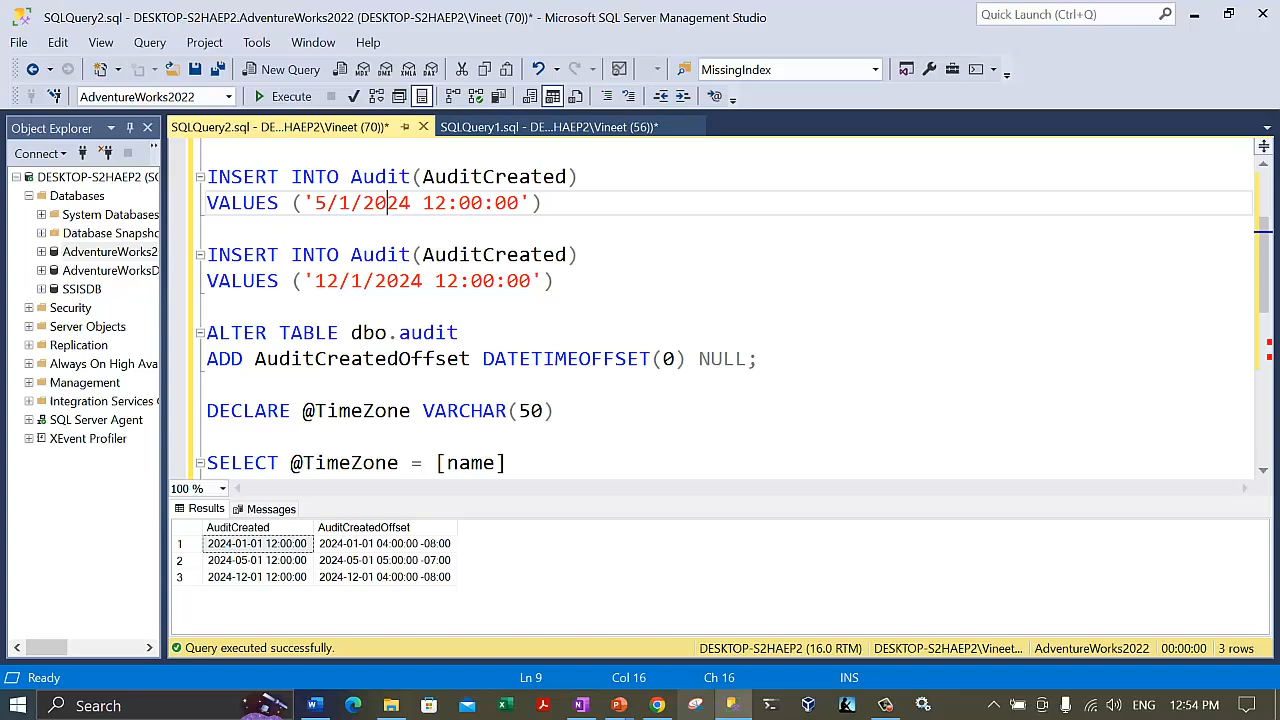 SQLQuery2.sql - DESKTOP-S2HAEP2.AdventureWorks2022 (DESKTOP-S2HAEP2\Vineet (70))* - Microsoft SQL Server Management Studio
Quick Launch (Ctrl+Q)
File Edit View Query Project Tools Window Help
New Query MDX DMX XMLA DAX MissingIndex
AdventureWorks2022 Execute
Object Explorer
SQLQuery2.sql - DE...HAEP2\Vineet (70))* SQLQuery1.sql - DE...HAEP2\Vineet (56))*
Connect
DESKTOP-S2HAEP2 (SQ
Databases
System Databases
Database Snapsho
AdventureWorks2
AdventureWorksD
SSISDB
Security
Server Objects
Replication
Always On High Ava
Management
Integration Services
SQL Server Agent
XEvent Profiler
INSERT INTO Audit(AuditCreated)
VALUES ('5/1/2024 12:00:00')
INSERT INTO Audit(AuditCreated)
VALUES ('12/1/2024 12:00:00')
ALTER TABLE dbo.audit
ADD AuditCreatedOffset DATETIMEOFFSET(0) NULL;
DECLARE @TimeZone VARCHAR(50)
SELECT @TimeZone = [name]
100 %
Results Messages
AuditCreated AuditCreatedOffset
1 2024-01-01 12:00:00 2024-01-01 04:00:00 -08:00
2 2024-05-01 12:00:00 2024-05-01 05:00:00 -07:00
3 2024-12-01 12:00:00 2024-12-01 04:00:00 -08:00
Query executed successfully. DESKTOP-S2HAEP2 (16.0 RTM) DESKTOP-S2HAEP2\Vineet... AdventureWorks2022 00:00:00 3 rows
Ready Ln 9 Col 16 Ch 16 INS
Search ENG 12:54 PM